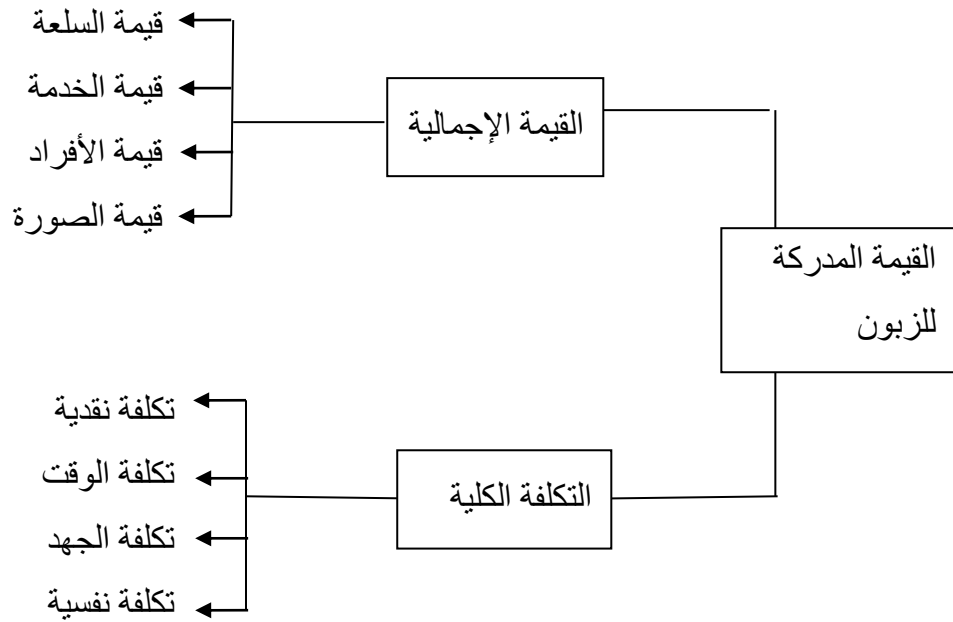 القيمة المدركة
للزبون
القيمة الإجمالية
قيمة السلعة
قيمة الخدمة
قيمة الأفراد
قيمة الصورة
التكلفة الكلية
تكلفة نقدية
تكلفة الوقت
تكلفة الجهد
تكلفة نفسية